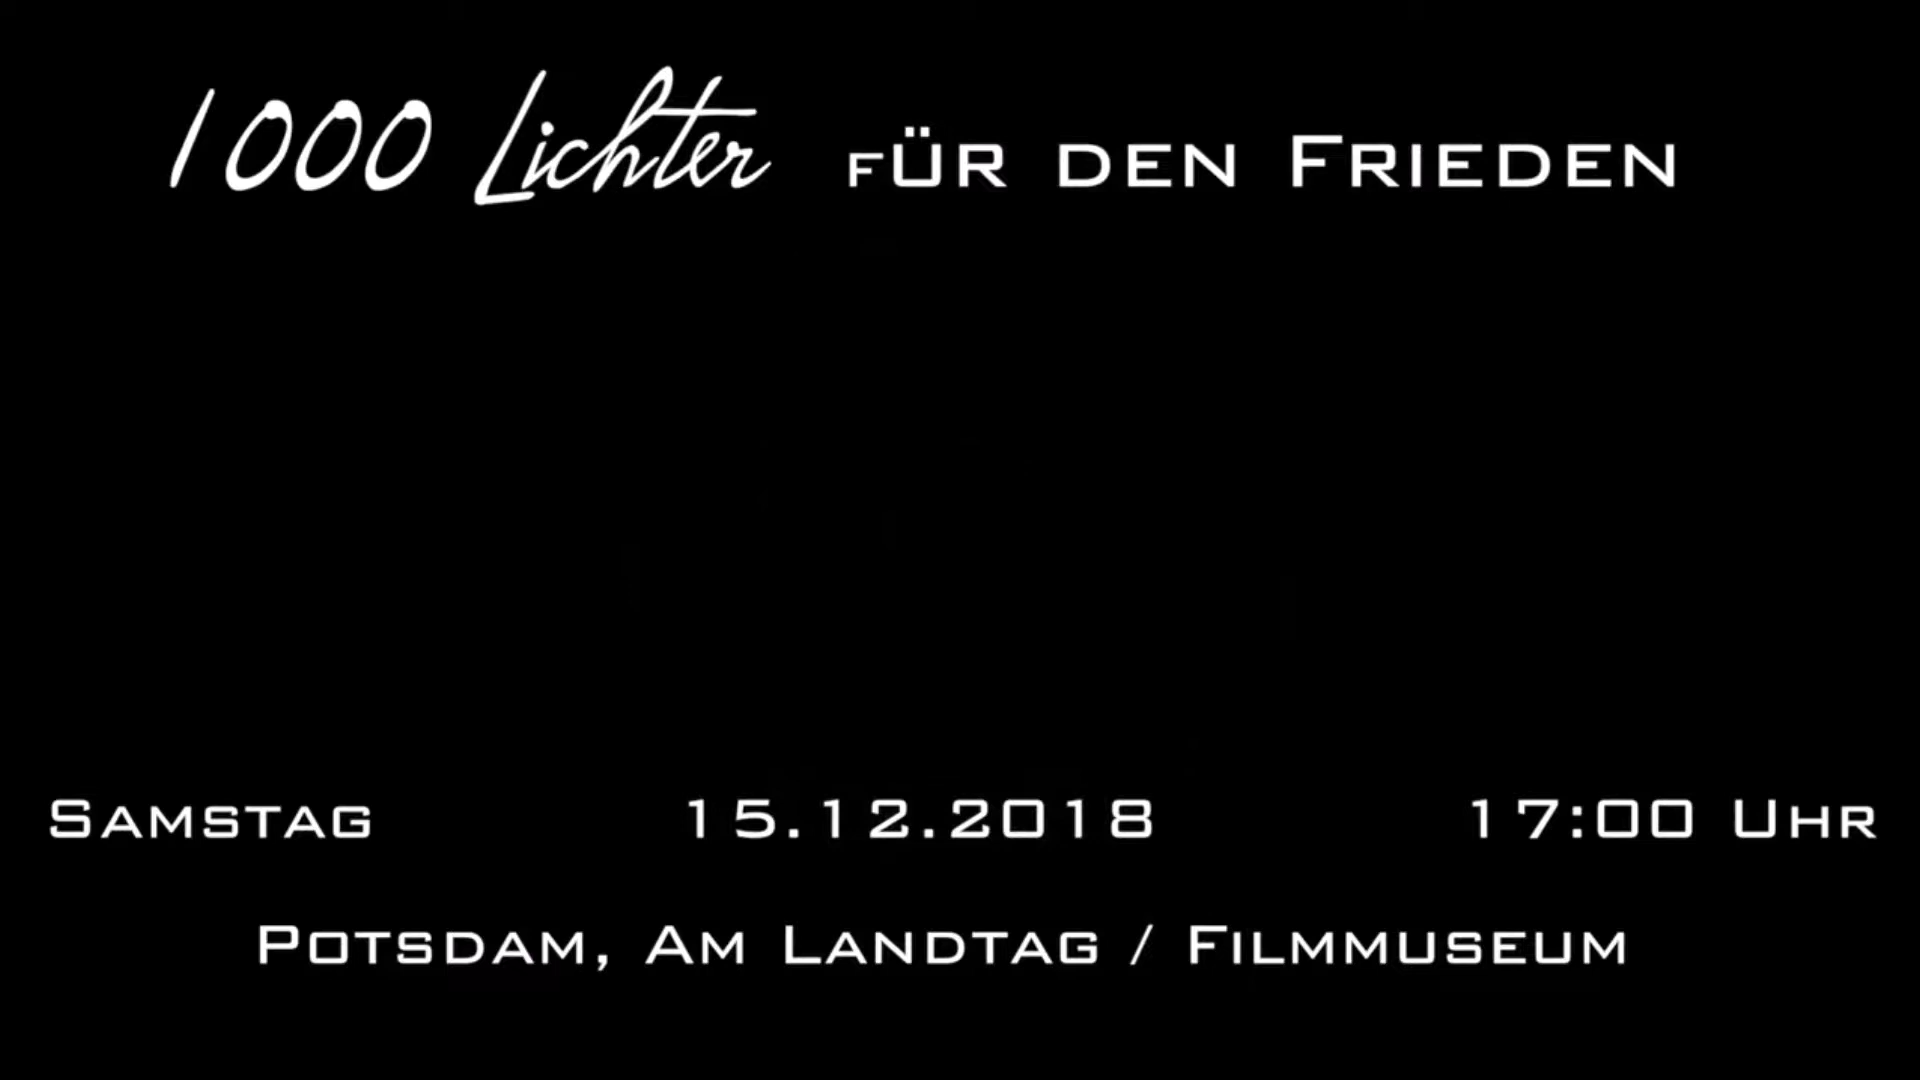 1000 Lichter für den Frieden
Samstag 15.12.2018 17:00 Uhr
Potsdam, Am Landtag / Filmmuseum